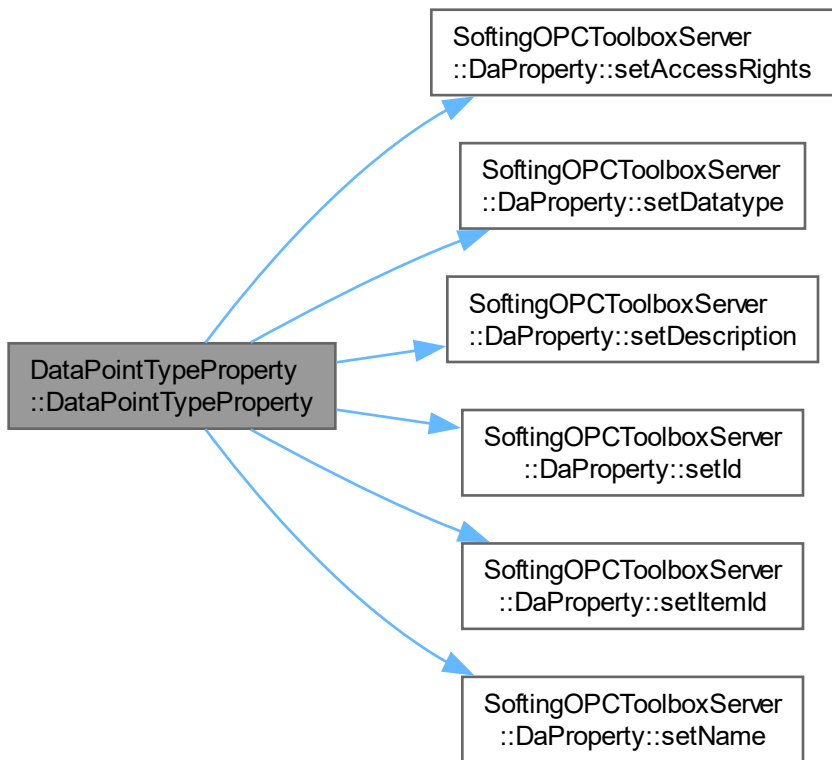 SoftingOPCToolboxServer
::DaProperty::setAccessRights
SoftingOPCToolboxServer
::DaProperty::setDatatype
SoftingOPCToolboxServer
::DaProperty::setDescription
DataPointTypeProperty
::DataPointTypeProperty
SoftingOPCToolboxServer
::DaProperty::setId
SoftingOPCToolboxServer
::DaProperty::setItemId
SoftingOPCToolboxServer
::DaProperty::setName